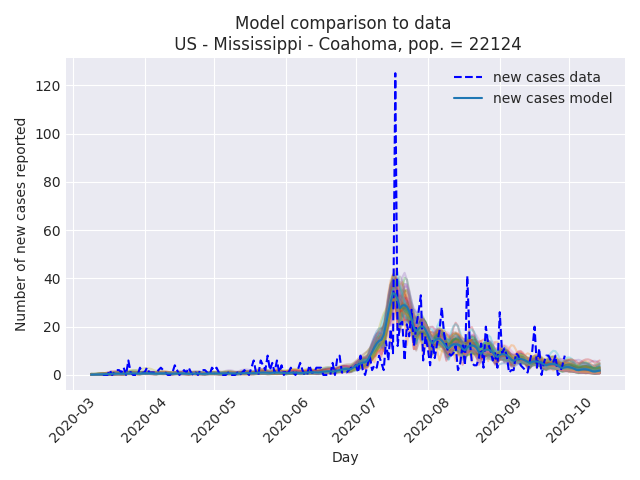 Model comparison to data
US - Mississippi - Coahoma, pop. = 22124
new cases data
new cases model
Number of new cases reported
120
100
80
60
40
20
0
2020-03
2020-04
2020-05
2020-06
2020-07
2020-08
2020-09
2020-10
Day